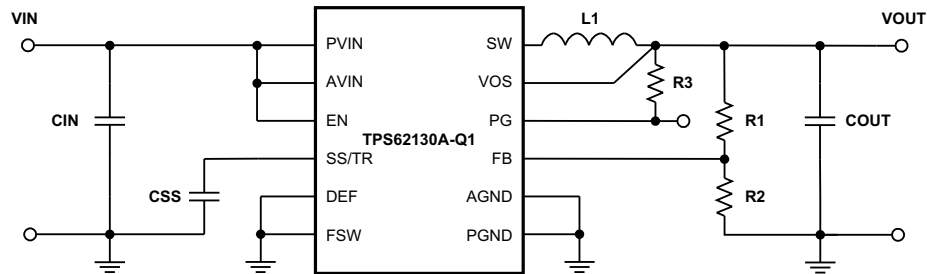 VIN
L1
VOUT
PVIN
SW
AVIN
VOS
R3
CIN
EN
PG
R1
COUT
TPS62130A-Q1
SS/TR
FB
CSS
DEF
AGND
R2
FSW
PGND